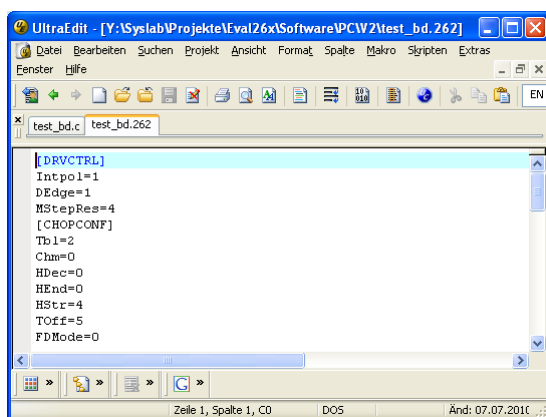 UltraEdit - [Y:\Syslab\Projekte\Eval26x\Software\PC\V2\test_bd.262]
Datei Bearbeiten Suchen Projekt Ansicht Format Spalte Makro Skripten Extras
Fenster Hilfe
EN
test_bd.c test_bd.262
[DRVCTRL]
Intpol=1
DEdge=1
MStepRes=4
[CHOPCONF]
Tbl=2
Chm=0
HDec=0
HEnd=0
HStr=4
TOff=5
FDMode=0
Zeile 1, Spalte 1, C0 DOS Änd: 07.07.2010